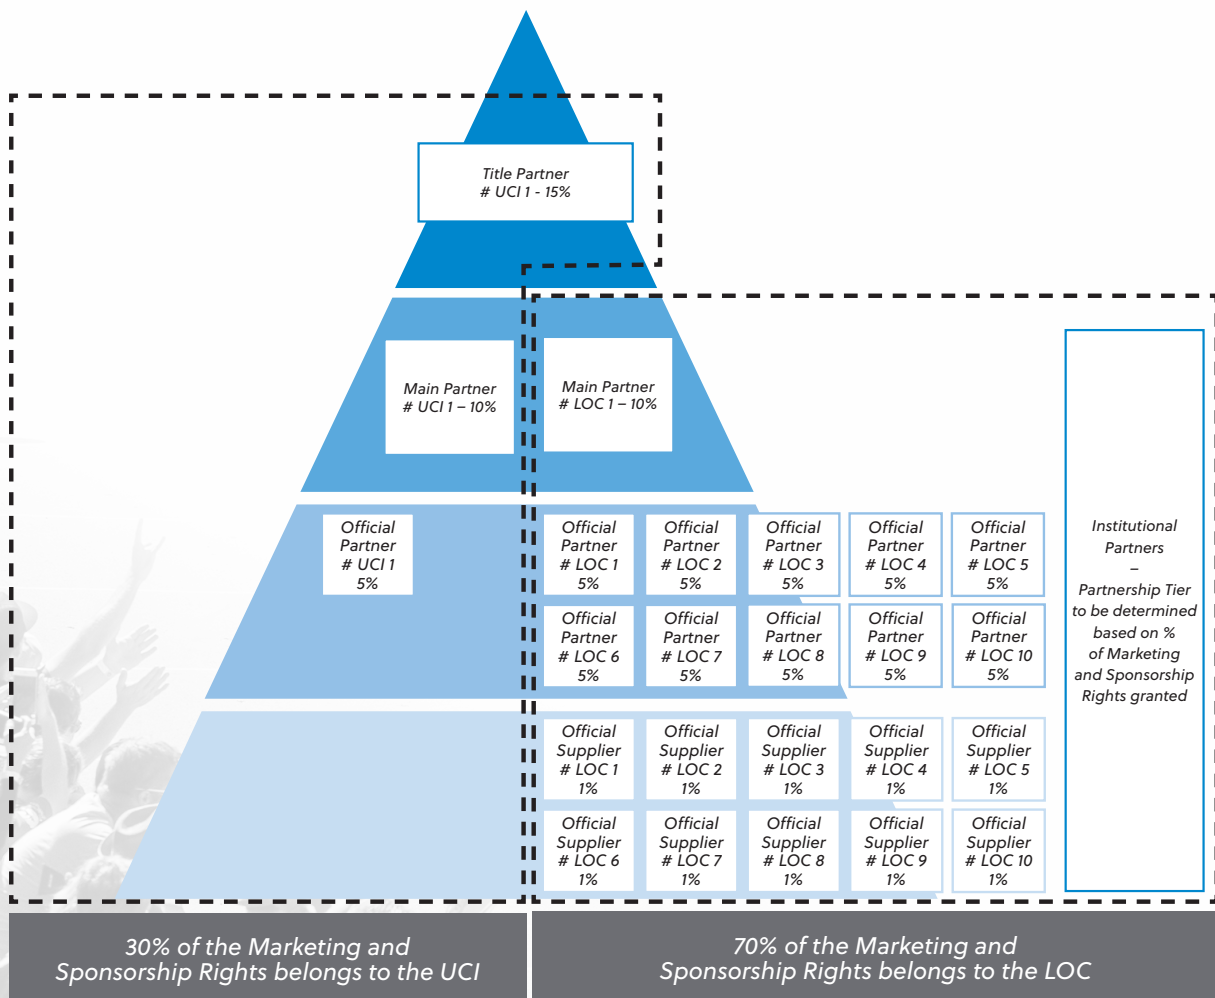 Title Partner
# UCI 1 - 15%
Main Partner
# UCI 1 – 10%
Main Partner
# LOC 1 – 10%
Official
Partner
# UCI 1
5%
Official
Partner
# LOC 1
5%
Official
Partner
# LOC 2
5%
Official
Partner
# LOC 3
5%
Official
Partner
# LOC 4
5%
Official
Partner
# LOC 5
5%
Official
Partner
# LOC 6
5%
Official
Partner
# LOC 7
5%
Official
Partner
# LOC 8
5%
Official
Partner
# LOC 9
5%
Official
Partner
# LOC 10
5%
Official
Supplier
# LOC 1
1%
Official
Supplier
# LOC 2
1%
Official
Supplier
# LOC 3
1%
Official
Supplier
# LOC 4
1%
Official
Supplier
# LOC 5
1%
Official
Supplier
# LOC 6
1%
Official
Supplier
# LOC 7
1%
Official
Supplier
# LOC 8
1%
Official
Supplier
# LOC 9
1%
Official
Supplier
# LOC 10
1%
Institutional
Partners
–
Partnership Tier
to be determined
based on %
of Marketing
and Sponsorship
Rights granted
30% of the Marketing and
Sponsorship Rights belongs to the UCI
70% of the Marketing and
Sponsorship Rights belongs to the LOC